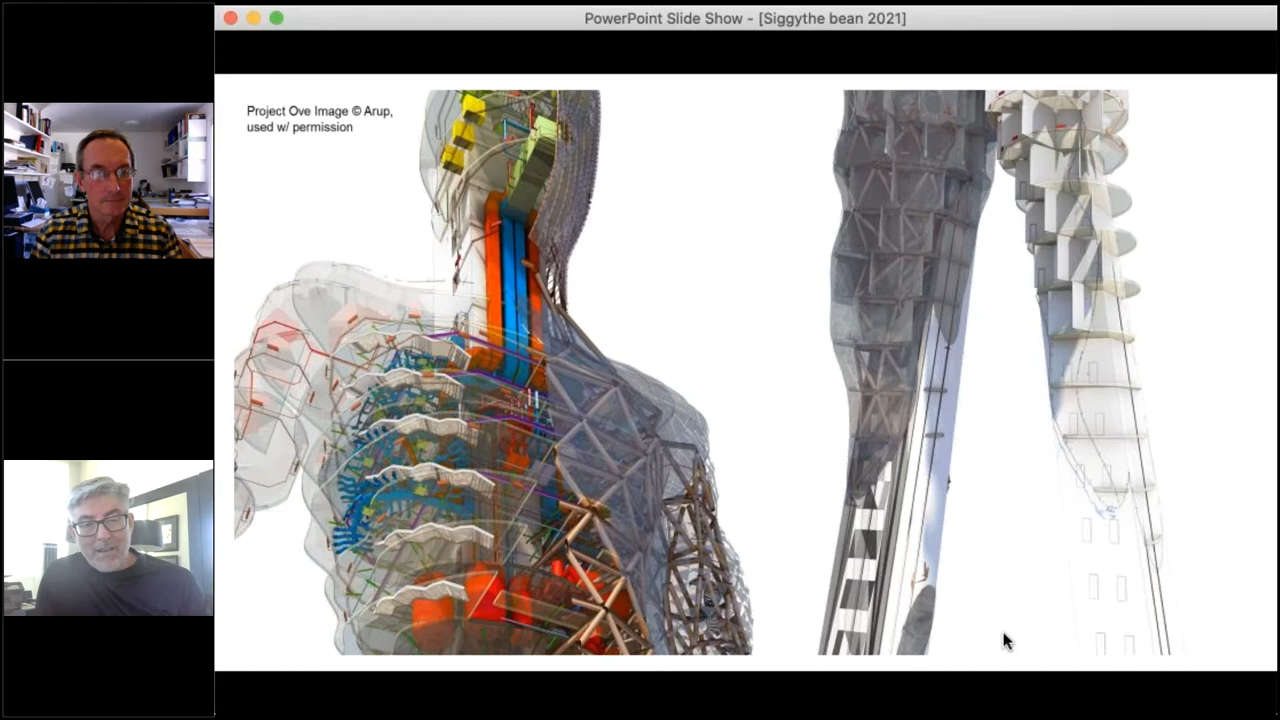 PowerPoint Slide Show - [Siggythe bean 2021]
Project Ove Image © Arup,
used w/ permission